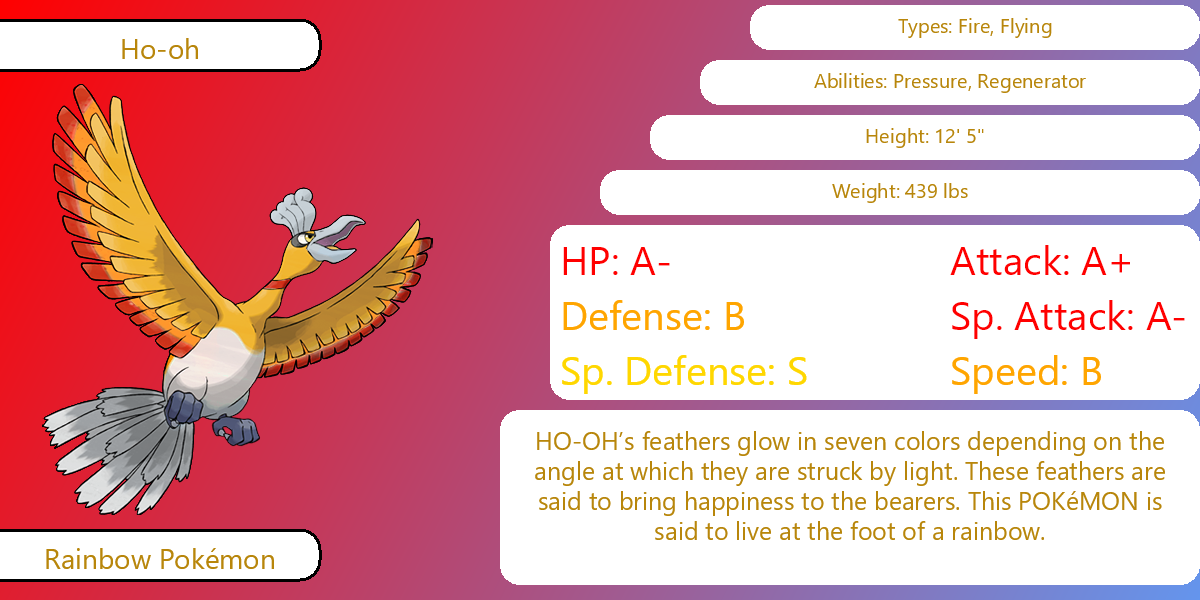 Ho-oh
Types: Fire, Flying
Abilities: Pressure, Regenerator
Height: 12' 5"
Weight: 439 lbs
HP: A-
Attack: A+
Defense: B
Sp. Attack: A-
Sp. Defense: S
Speed: B
HO-OH’s feathers glow in seven colors depending on the
angle at which they are struck by light. These feathers are
said to bring happiness to the bearers. This POKéMON is
said to live at the foot of a rainbow.
Rainbow Pokémon